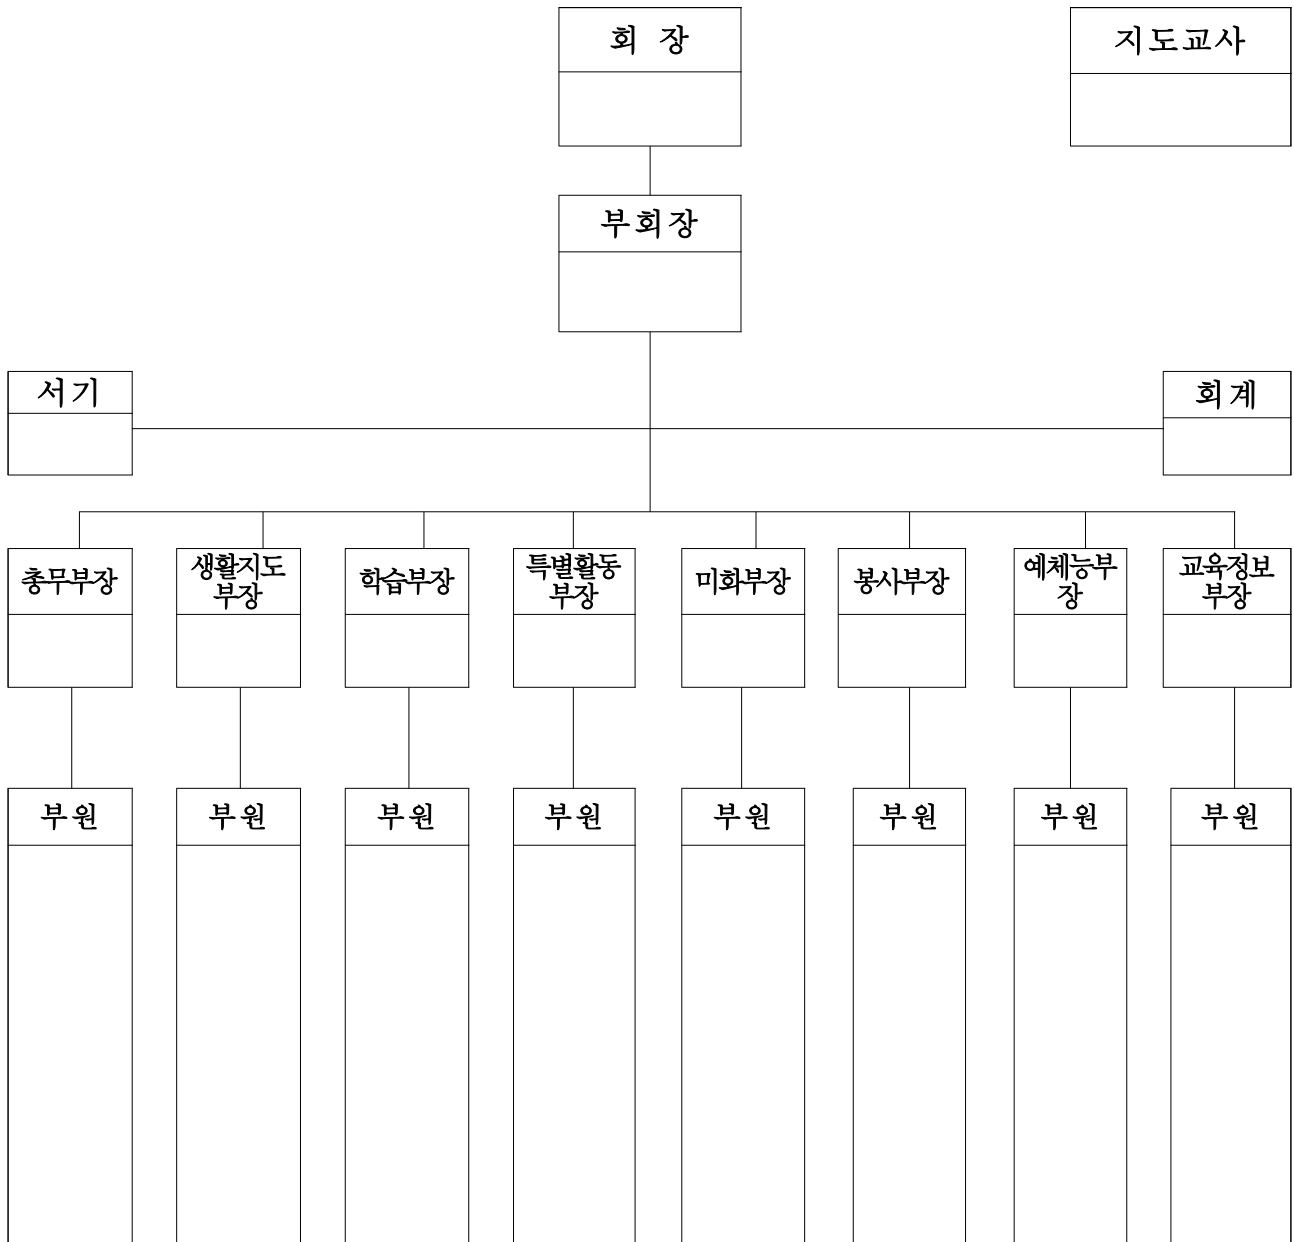 회 장
지도교사
부회장
서기
회계
총무부장
생활지도
부장
학습부장
특별활동
부장
미화부장
봉사부장
예체능부
장
교육정보
부장
부원
부원
부원
부원
부원
부원
부원
부원